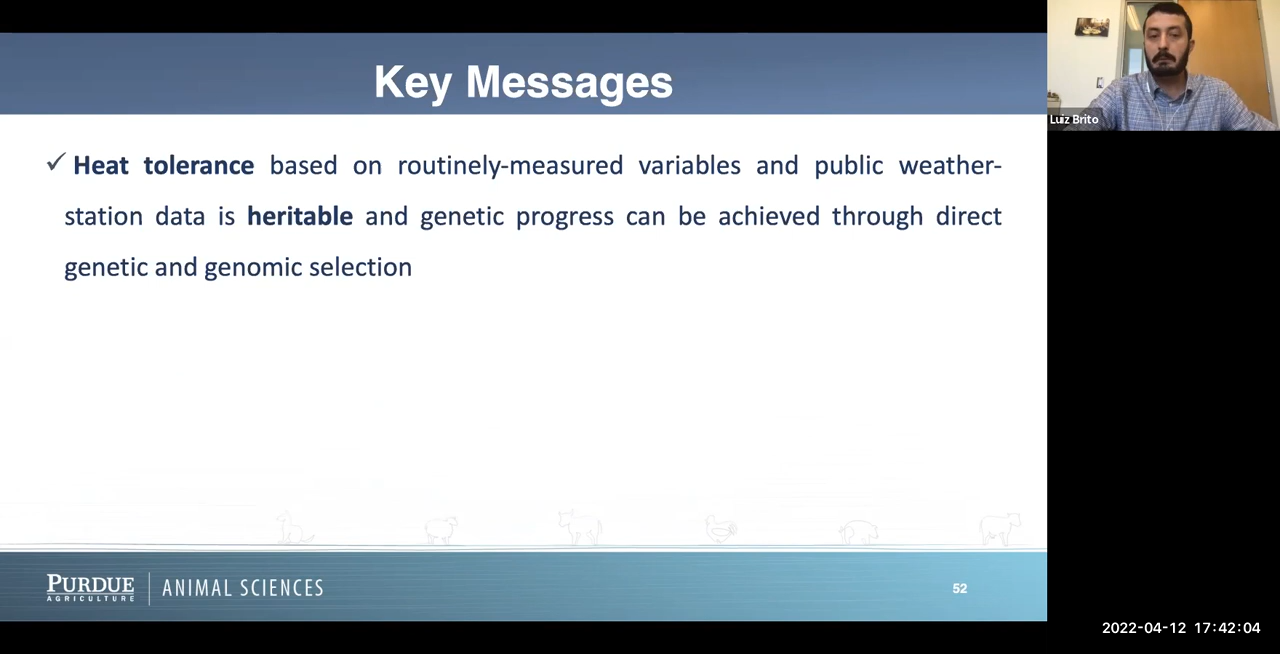 Key Messages
Luiz Brito
✓ Heat tolerance based on routinely-measured variables and public weather-
station data is heritable and genetic progress can be achieved through direct
genetic and genomic selection
PURDUE
AGRICULTURE
ANIMAL SCIENCES
52
2022-04-12 17:42:04